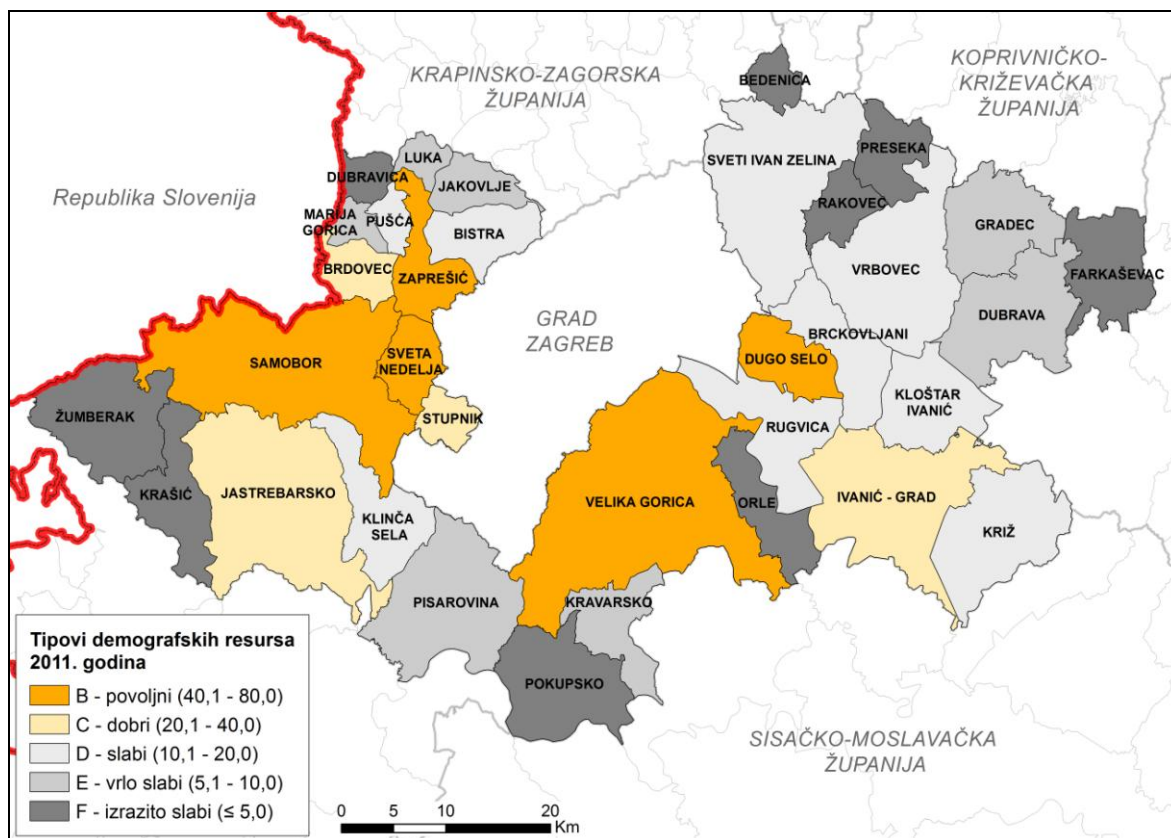 KRAPINSKO-ZAGORSKA
ŽUPANIJA
KOPRIVNIČKO-
KRIŽEVAČKA
ŽUPANIJA
BEDENICA
Republika Slovenija
LUKA
DUBRAVICA
JAKOVLJE
SVETI IVAN ZELINA
PRESEKA
RAKOVEC
MARIJA
GORICA
PUŠĆA
BISTRA
GRADEC
BRDOVEC
ZAPREŠIĆ
VRBOVEC
FARKAŠEVAC
GRAD
ZAGREB
DUBRAVA
BRCKOVLJANI
SAMOBOR
SVETA
NEDELJA
DUGO SELO
KLOŠTAR
IVANIĆ
ŽUMBERAK
STUPNIK
RUGVICA
KRAŠIĆ
JASTREBARSKO
VELIKA GORICA
ORLE
IVANIĆ - GRAD
KLINČA
SELA
KRIŽ
PISAROVINA
KRAVARSKO
POKUPSKO
SISAČKO-MOSLAVAČKA
ŽUPANIJA
Tipovi demografskih resursa
2011. godina
B - povoljni (40,1 - 80,0)
C - dobri (20,1 - 40,0)
D - slabi (10,1 - 20,0)
E - vrlo slabi (5,1 - 10,0)
F - izrazito slabi (≤ 5,0)
0 5 10 20
Km